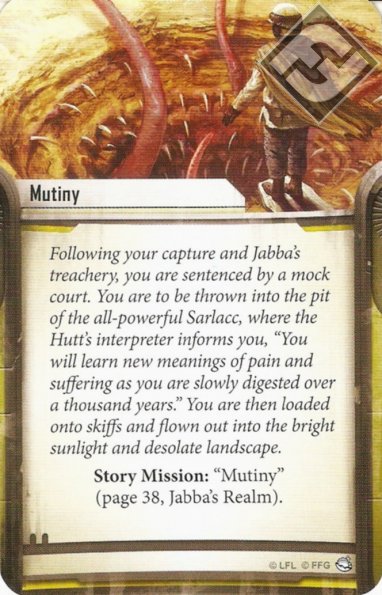 Mutiny
Following your capture and Jabba's
treachery, you are sentenced by a mock
court. You are to be thrown into the pit
of the all-powerful Sarlacc, where the
Hutt's interpreter informs you, “You
will learn new meanings of pain and
suffering as you are slowly digested over
a thousand years.” You are then loaded
onto skiffs and flown out into the bright
sunlight and desolate landscape.
Story Mission: “Mutiny”
(page 38, Jabba's Realm).
© LFL © FFG